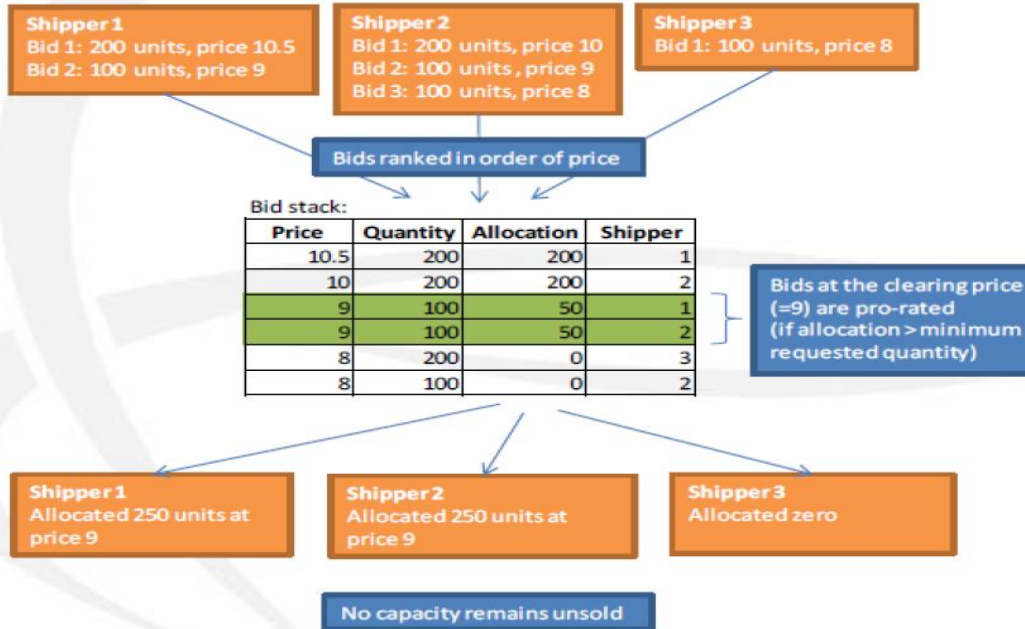 Shipper 1
Bid 1: 200 units, price 10.5
Bid 2: 100 units, price 9
Shipper 2
Bid 1: 200 units, price 10
Bid 2: 100 units , price 9
Bid 3: 100 units, price 8
Shipper 3
Bid 1: 100 units, price 8
Bids ranked in order of price
Bid stack:
Price Quantity Allocation Shipper
10.5 200 200 1
10 200 200 2
9 100 50 1
9 100 50 2
8 200 0 3
8 100 0 2
Bids at the clearing price
(=9) are pro-rated
(if allocation > minimum
requested quantity)
Shipper 1
Allocated 250 units at
price 9
Shipper 2
Allocated 250 units at
price 9
Shipper 3
Allocated zero
No capacity remains unsold